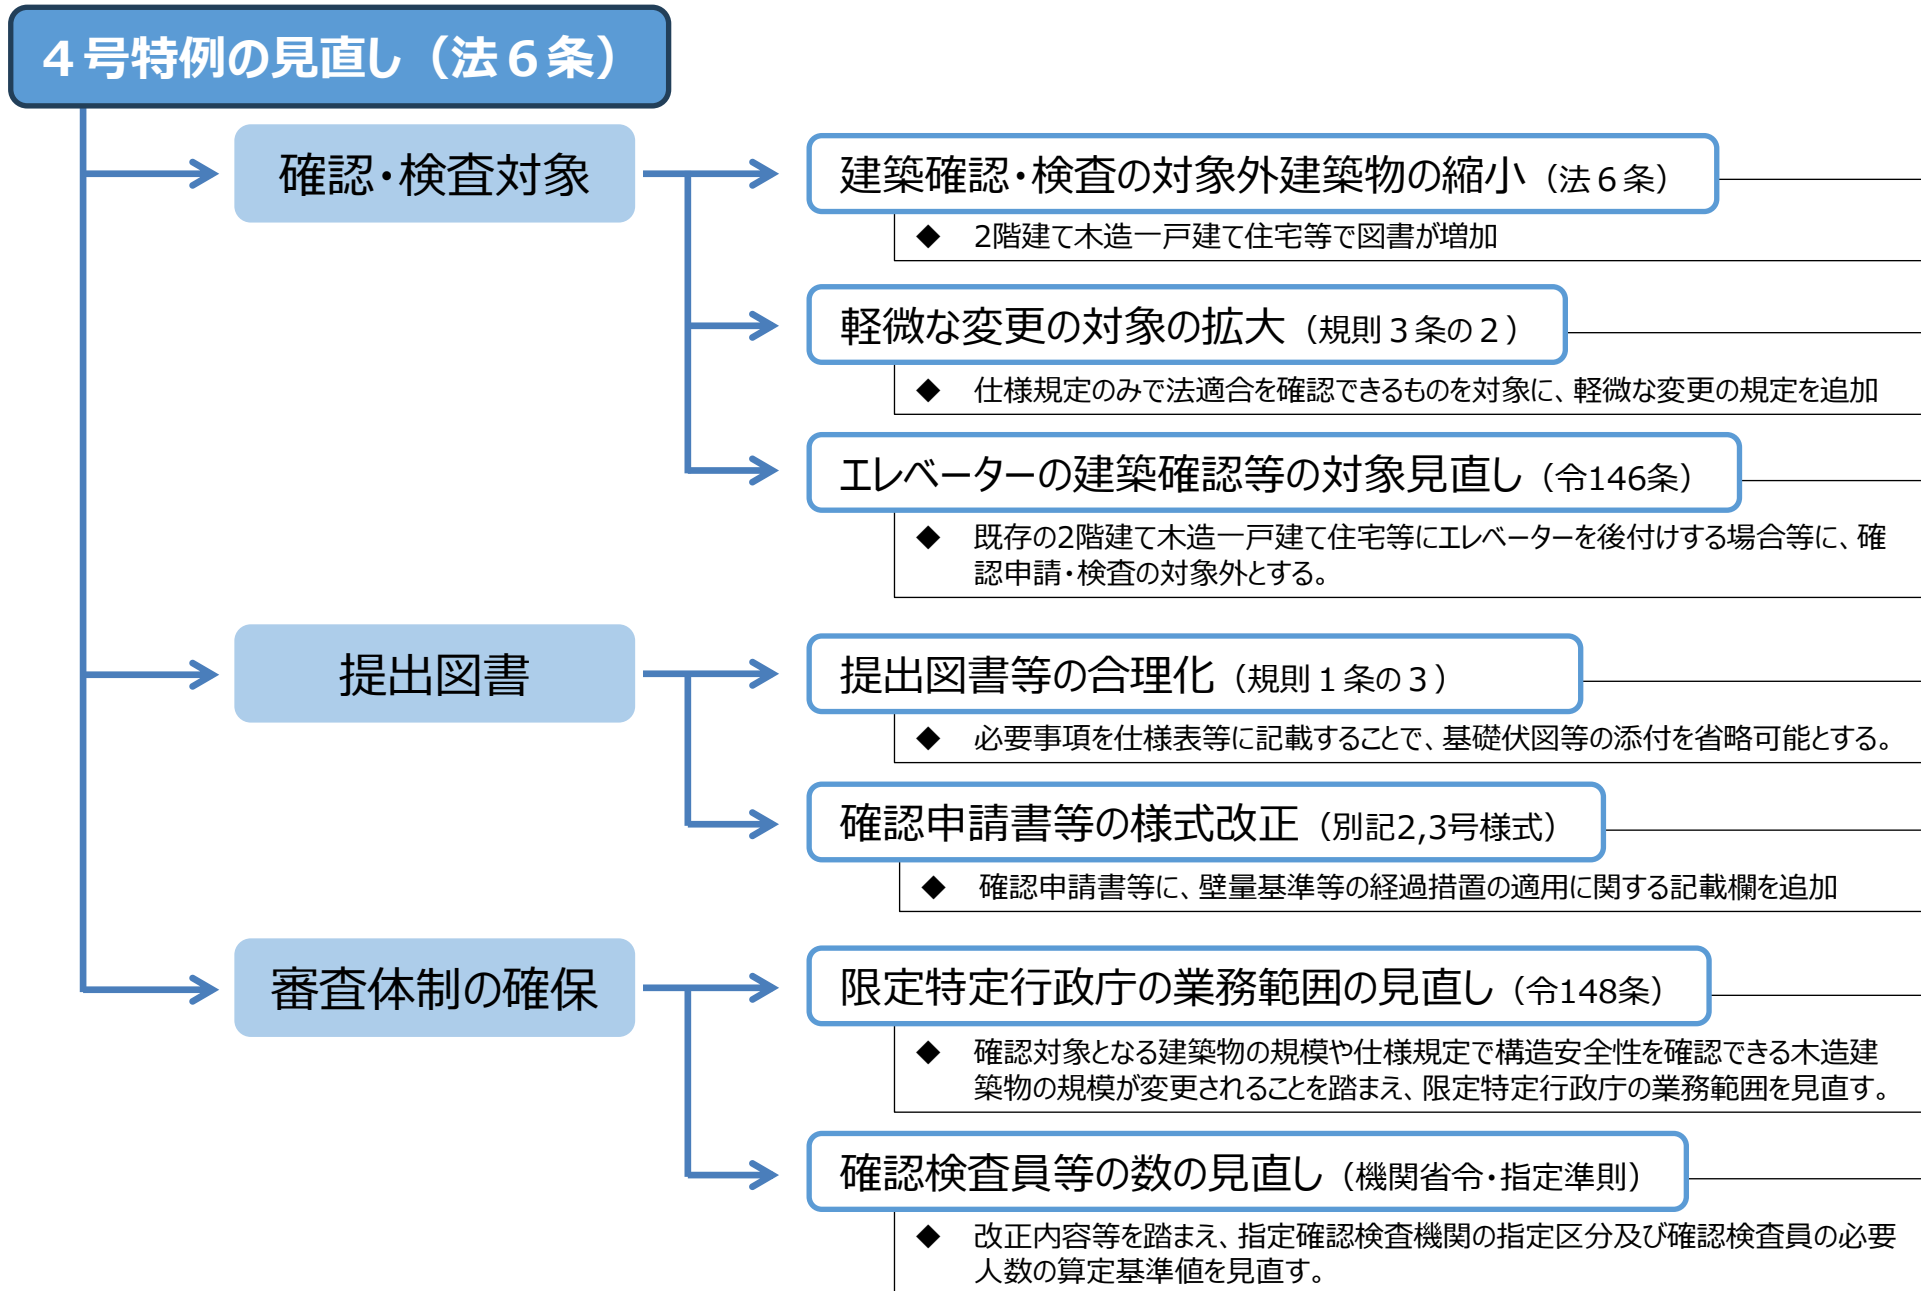 ４号特例の見直し（法６条）
確認・検査対象
建築確認・検査の対象外建築物の縮小（法６条）
◆ 2階建て木造一戸建て住宅等で図書が増加
軽微な変更の対象の拡大（規則３条の２）
◆ 仕様規定のみで法適合を確認できるものを対象に、軽微な変更の規定を追加
エレベーターの建築確認等の対象見直し（令146条）
◆ 既存の2階建て木造一戸建て住宅等にエレベーターを後付けする場合等に、確
認申請・検査の対象外とする。
提出図書
提出図書等の合理化（規則１条の３）
◆ 必要事項を仕様表等に記載することで、基礎伏図等の添付を省略可能とする。
確認申請書等の様式改正（別記2,3号様式）
◆ 確認申請書等に、壁量基準等の経過措置の適用に関する記載欄を追加
審査体制の確保
限定特定行政庁の業務範囲の見直し（令148条）
◆ 確認対象となる建築物の規模や仕様規定で構造安全性を確認できる木造建
築物の規模が変更されることを踏まえ、限定特定行政庁の業務範囲を見直す。
確認検査員等の数の見直し（機関省令・指定準則）
◆ 改正内容等を踏まえ、指定確認検査機関の指定区分及び確認検査員の必要
人数の算定基準値を見直す。